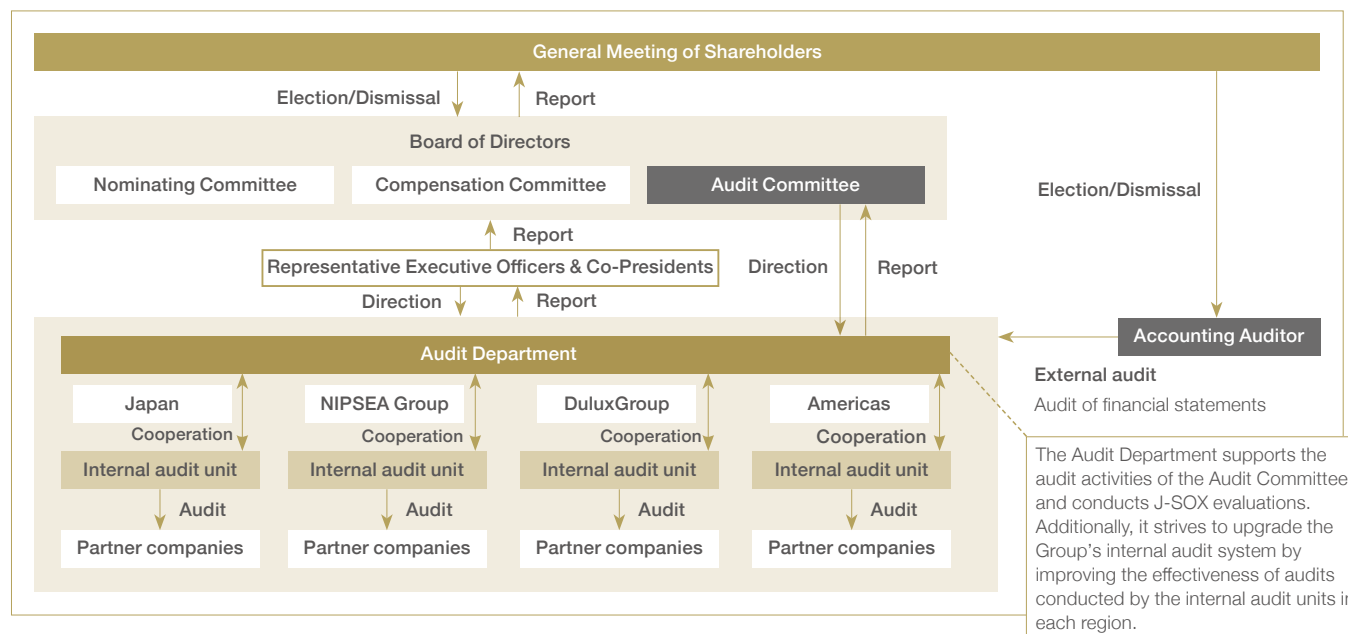 General Meeting of Shareholders
Election/Dismissal
Report
Board of Directors
Nominating Committee
Compensation Committee
Audit Committee
Election/Dismissal
Report
Representative Executive Officers & Co-Presidents
Direction
Report
Direction
Report
Audit Department
Accounting Auditor
External audit
Audit of financial statements
Japan
NIPSEA Group
DuluxGroup
Americas
Cooperation
Cooperation
Cooperation
Cooperation
Internal audit unit
Internal audit unit
Internal audit unit
Internal audit unit
Audit
Audit
Audit
Audit
Partner companies
Partner companies
Partner companies
Partner companies
The Audit Department supports the
audit activities of the Audit Committee
and conducts J-SOX evaluations.
Additionally, it strives to upgrade the
Group's internal audit system by
improving the effectiveness of audits
conducted by the internal audit units in
each region.